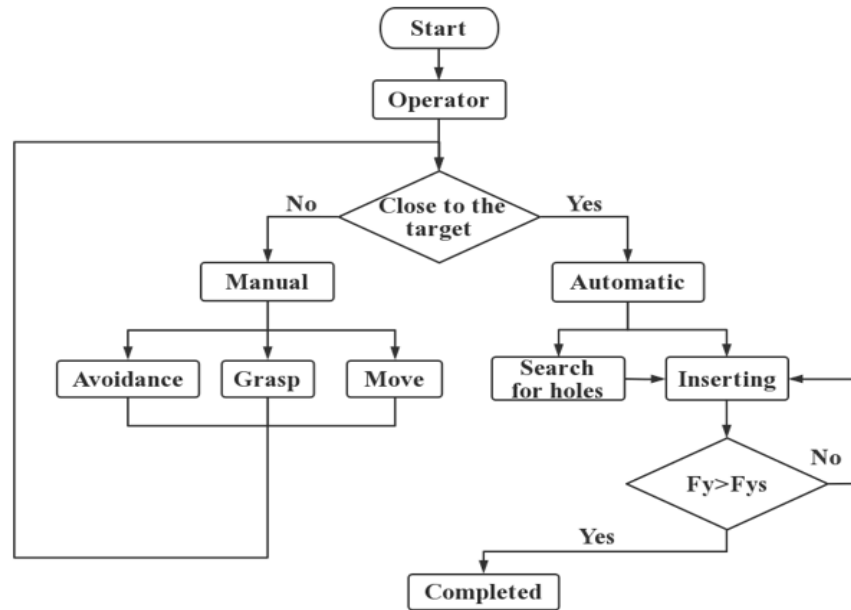 Start
Operator
Close to the
target
No
Yes
Manual
Automatic
Avoidance
Grasp
Move
Search
for holes
Inserting
Fy>Fys
No
Yes
Completed